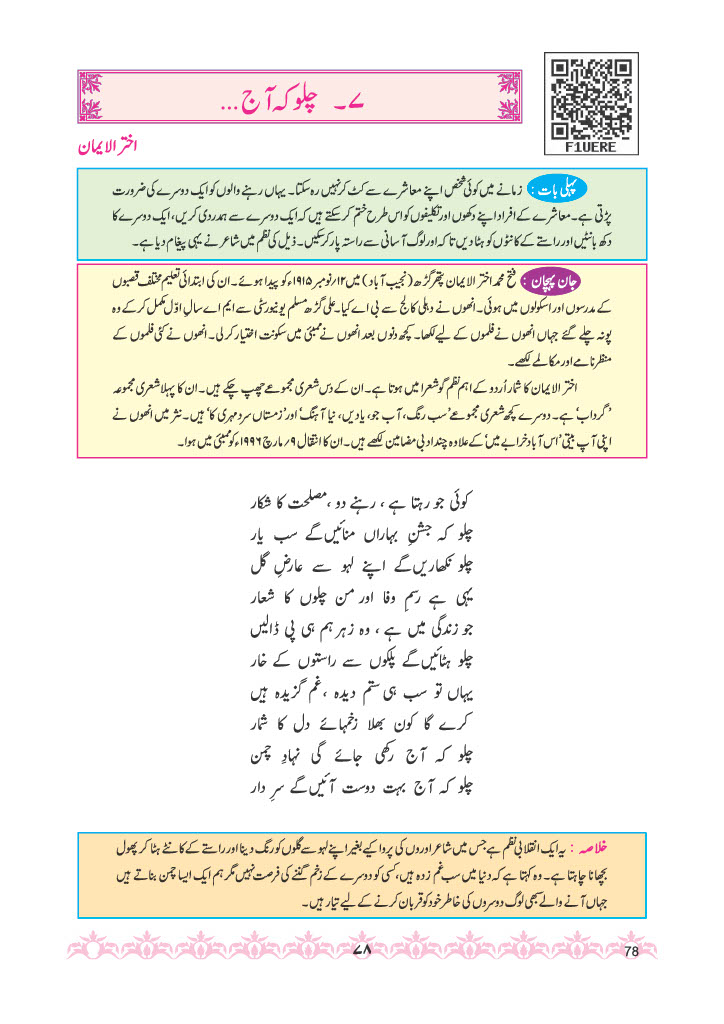 ۷۔ چلو کہ آج ...
F1UERE
اختر الایمان
پہلی بات : زمانے میں کوئی شخص اپنے معاشرے سے کٹ کر نہیں رہ سکتا۔ یہاں رہنے والوں کو ایک دوسرے کی ضرورت
پڑتی ہے۔ معاشرے کے افراد اپنے دکھوں اور تکلیفوں کو اس طرح ختم کر سکتے ہیں کہ ایک دوسرے سے ہمدردی کریں، ایک دوسرے کا
دکھ بانٹیں اور راستے کے کانٹوں کو ہٹا دیں تاکہ اور لوگ آسانی سے راستہ پار کر سکیں۔ ذیل کی نظم میں شاعر نے یہی پیغام دیا ہے۔
جان پہچان : فتح محمد اختر الایمان پتھر گڑھ (نجیب آباد) میں ۱۲؍ نومبر ۱۹۱۵ء کو پیدا ہوئے۔ ان کی ابتدائی تعلیم مختلف قصبوں
کے مدرسوں اور اسکولوں میں ہوئی۔ انھوں نے دہلی کالج سے بی اے کیا۔ علی گڑھ مسلم یونیورسٹی سے ایم اے سالِ اوّل مکمل کر کے وہ
پونہ چلے گئے جہاں انھوں نے فلموں کے لیے لکھا۔ کچھ دنوں بعد انھوں نے ممبئی میں سکونت اختیار کر لی۔ انھوں نے کئی فلموں کے
منظر نامے اور مکالمے لکھے۔
اختر الایمان کا شمار اُردو کے اہم نظم گو شعرا میں ہوتا ہے۔ ان کے دس شعری مجموعے چھپ چکے ہیں۔ ان کا پہلا شعری مجموعہ
'گرداب' ہے۔ دوسرے کچھ شعری مجموعے 'سب رنگ، آب جو، یادیں، نیا آہنگ' اور 'زمستاں سرد مہری کا' ہیں۔ نثر میں انھوں نے
اپنی آپ بیتی 'اس آباد خرابے میں' کے علاوہ چند ادبی مضامین لکھے ہیں۔ ان کا انتقال ۹؍ مارچ ۱۹۹۶ء کو ممبئی میں ہوا۔
کوئی جو رہتا ہے ، رہنے دو ، مصلحت کا شکار
چلو کہ جشنِ بہاراں منائیں گے سب یار
چلو نکھاریں گے اپنے لہو سے عارضِ گل
یہی ہے رسمِ وفا اور من چلوں کا شعار
جو زندگی میں ہے ، وہ زہر ہم ہی پی ڈالیں
چلو ہٹائیں گے پلکوں سے راستوں کے خار
یہاں تو سب ہی ستم دیدہ ، غم گزیدہ ہیں
کرے گا کون بھلا زخمہائے دل کا شمار
چلو کہ آج رکھی جائے گی نہادِ چمن
چلو کہ آج بہت دوست آئیں گے سرِ دار
خلاصہ : یہ ایک انقلابی نظم ہے جس میں شاعر اوروں کی پروا کیے بغیر اپنے لہو سے گلوں کو رنگ دینا اور راستے کے کانٹے ہٹا کر پھول
بچھانا چاہتا ہے۔ وہ کہتا ہے کہ دنیا میں سب غم زدہ ہیں، کسی کو دوسرے کے زخم گننے کی فرصت نہیں مگر ہم ایک ایسا چمن بناتے ہیں
جہاں آنے والے سبھی لوگ دوسروں کی خاطر خود کو قربان کرنے کے لیے تیار ہیں۔
۷۸
78